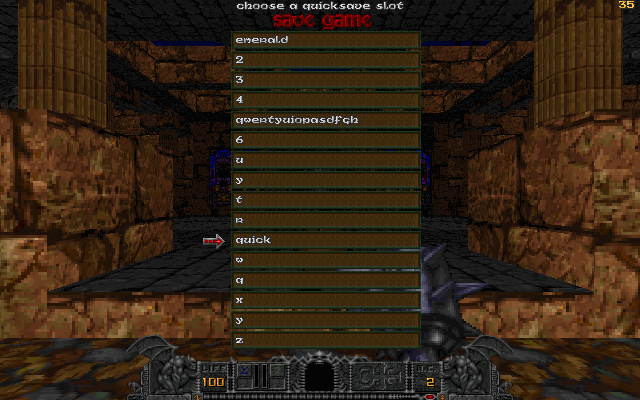 choose a quicksave slot
35
save game
emerald
2
3
4
qwertyuiopasdfgh
6
u
y
t
r
quick
w
q
x
y
z
LIFE
100
A.C.
2